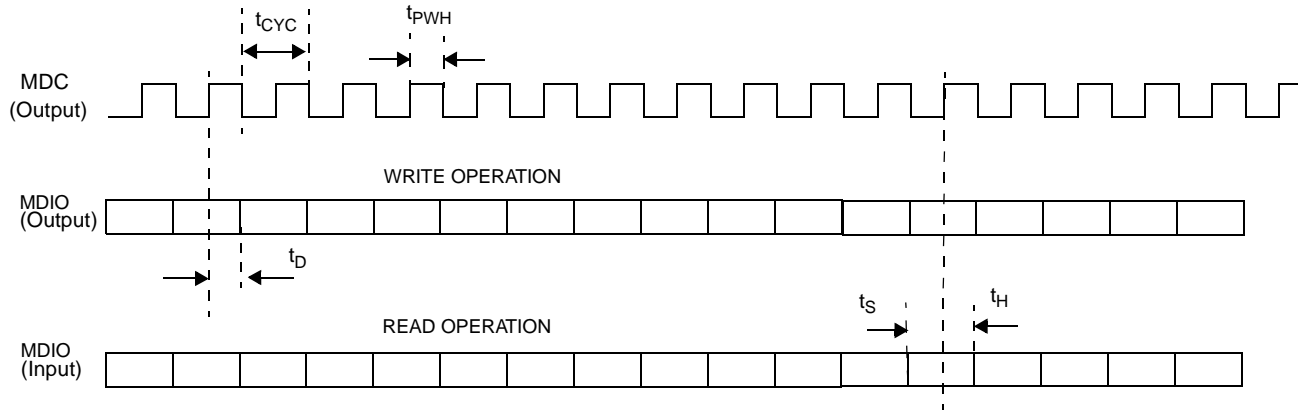 tCYC
tPWH
MDC
(Output)
WRITE OPERATION
MDIO
(Output)
tD
tS
tH
READ OPERATION
MDIO
(Input)